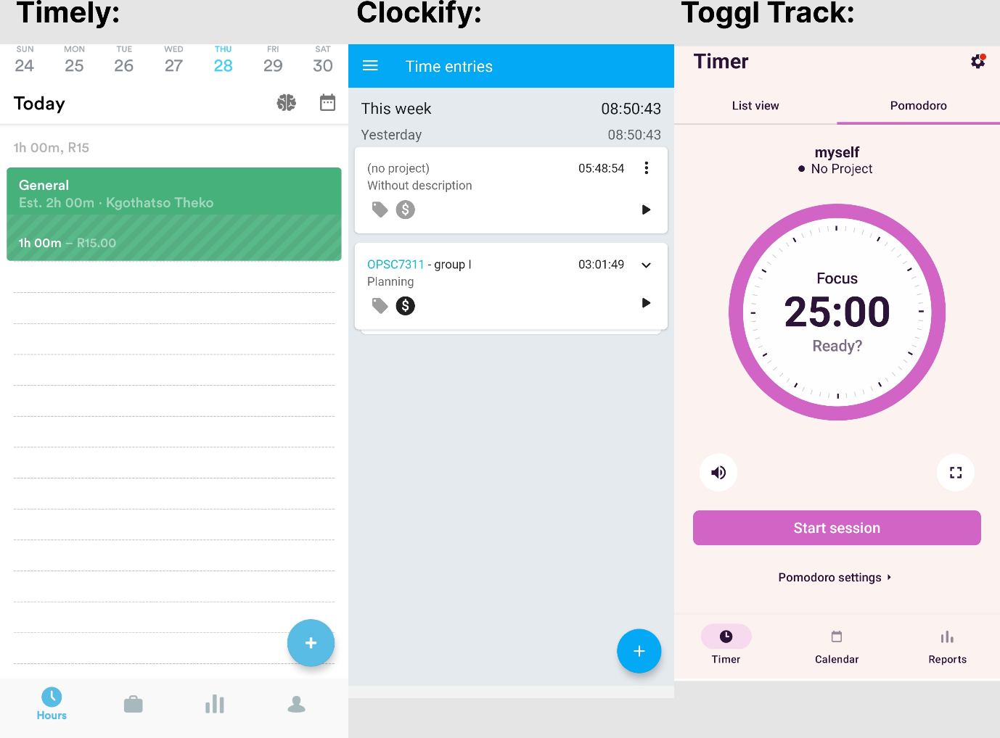 Timely:
SUN MON TUE WED THU FRI SAT
24 25 26 27 28 29 30
Today
1h 00m, R15
General
Est. 2h 00m · Kgothatso Theko
1h 00m – R15.00
+
Hours
Clockify:
Time entries
This week 08:50:43
Yesterday 08:50:43
(no project) 05:48:54
Without description
$
OPSC7311 - group I 03:01:49
Planning
$
+
Toggl Track:
Timer
List view Pomodoro
myself
• No Project
Focus
25:00
Ready?
Start session
Pomodoro settings
Timer Calendar Reports